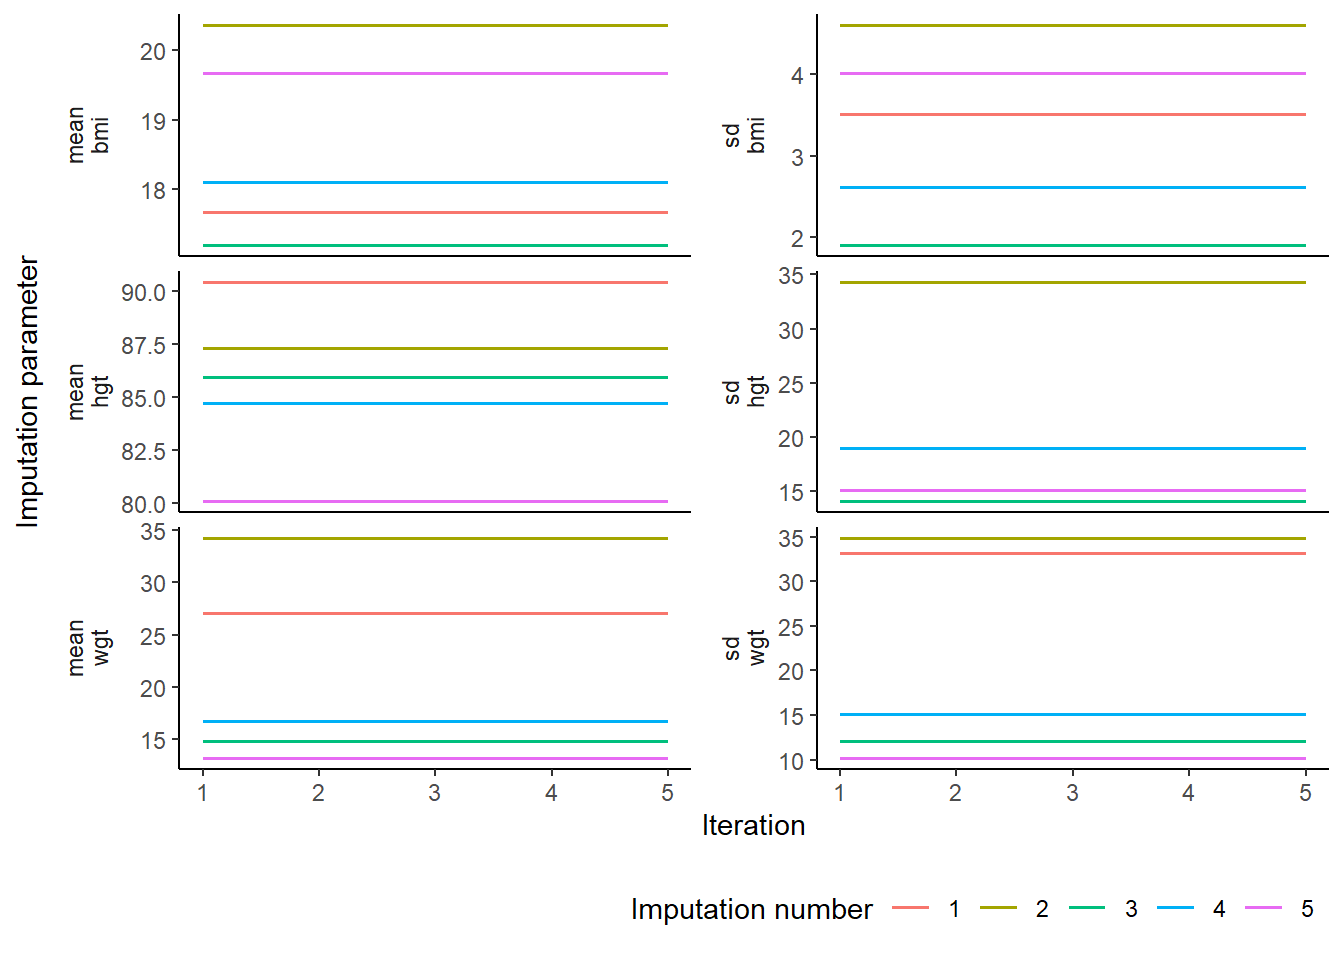 Imputation parameter
mean
bmi
20
19
18
sd
bmi
4
3
2
mean
hgt
90.0
87.5
85.0
82.5
80.0
sd
hgt
35
30
25
20
15
mean
wgt
35
30
25
20
15
sd
wgt
35
30
25
20
15
10
1 2 3 4 5
1 2 3 4 5
Iteration
Imputation number 1 2 3 4 5